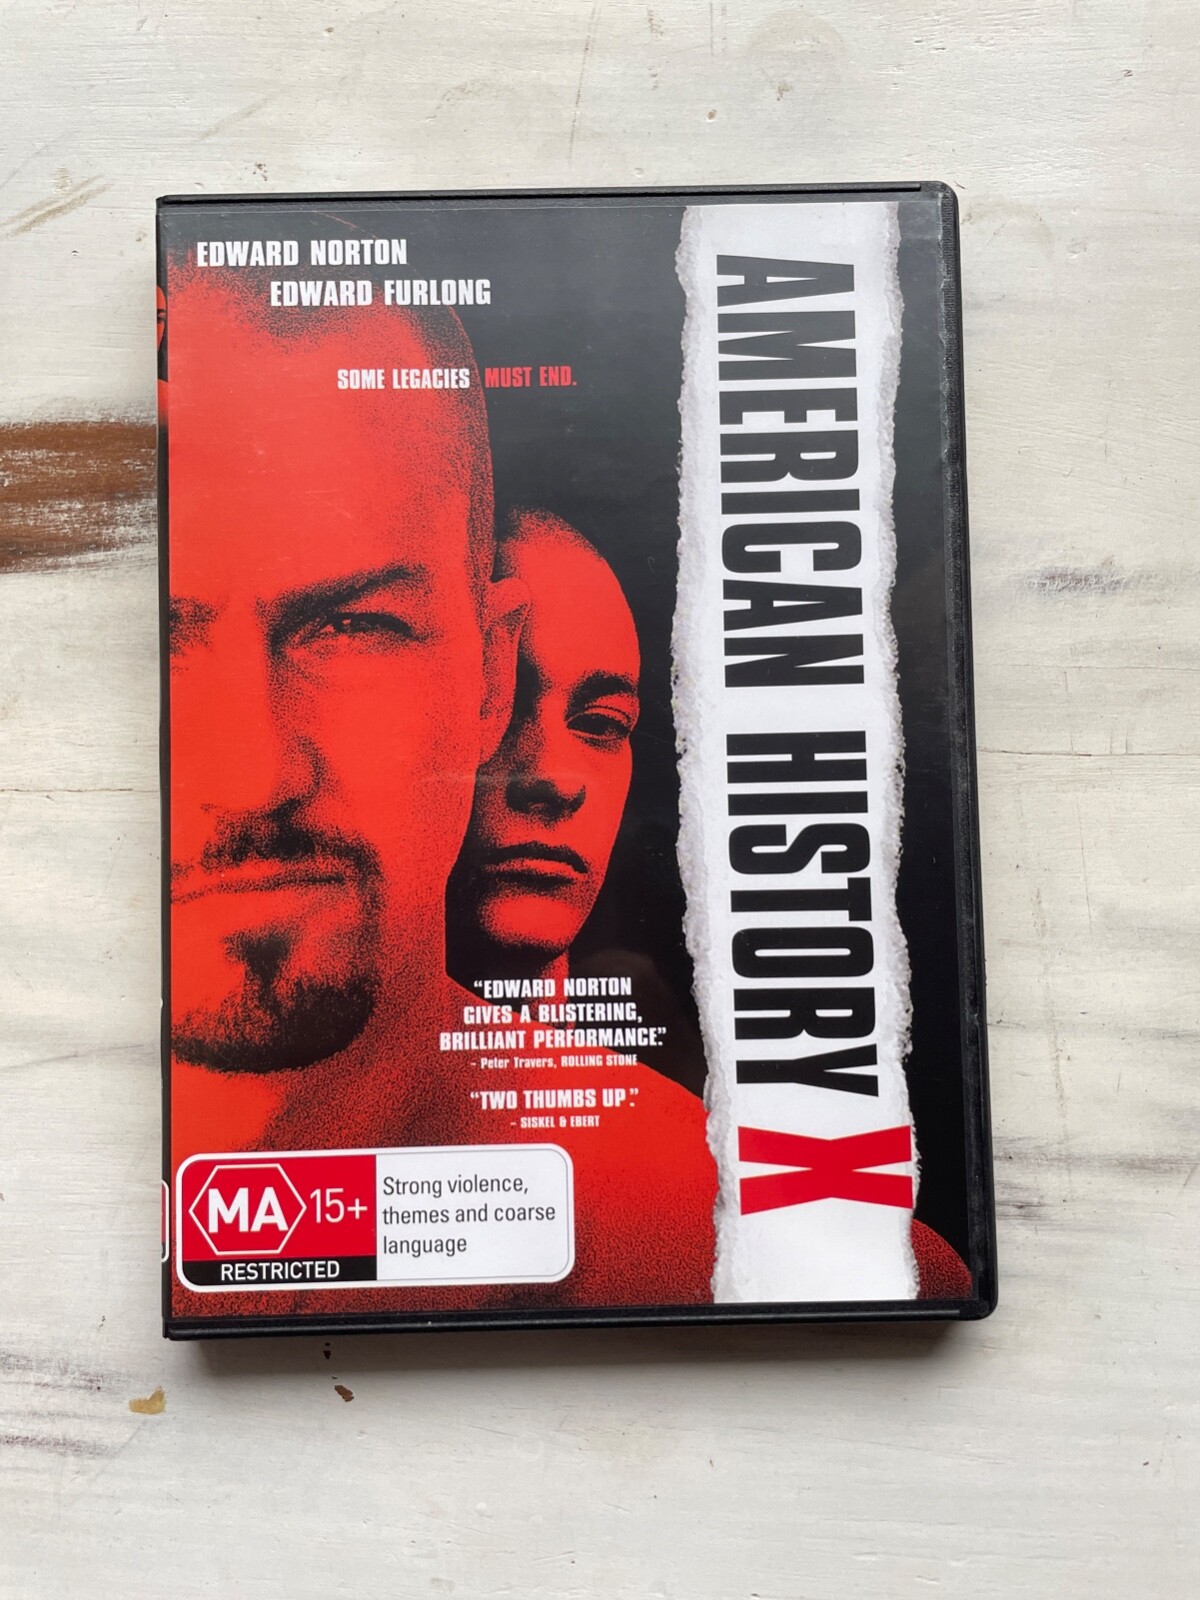 EDWARD NORTON
EDWARD FURLONG
SOME LEGACIES MUST END.
AMERICAN HISTORY X
"EDWARD NORTON
GIVES A BLISTERING,
BRILLIANT PERFORMANCE."
- Peter Travers, ROLLING STONE
"TWO THUMBS UP."
- SISKEL & EBERT
MA 15+
RESTRICTED
Strong violence,
themes and coarse
language